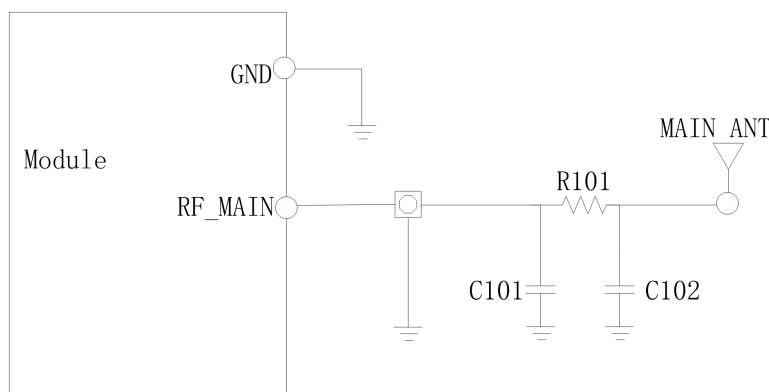 GND
MAIN ANT
Module
R101
RF_MAIN
C101
C102